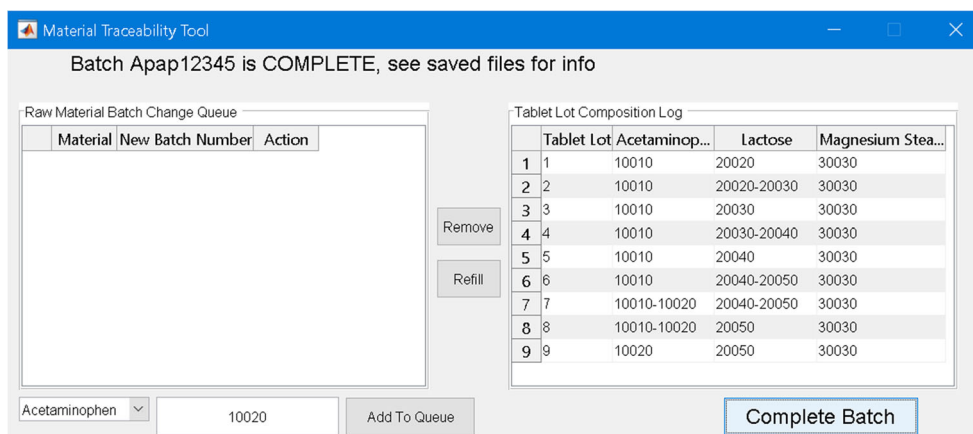 Material Traceability Tool
Batch Apap12345 is COMPLETE, see saved files for info
Raw Material Batch Change Queue
Material New Batch Number Action
Remove
Refill
Tablet Lot Composition Log
Tablet Lot Acetaminop... Lactose Magnesium Stea...
1 1 10010 20020 30030
2 2 10010 20020-20030 30030
3 3 10010 20030 30030
4 4 10010 20030-20040 30030
5 5 10010 20040 30030
6 6 10010 20040-20050 30030
7 7 10010-10020 20040-20050 30030
8 8 10010-10020 20050 30030
9 9 10020 20050 30030
Acetaminophen 10020 Add To Queue Complete Batch